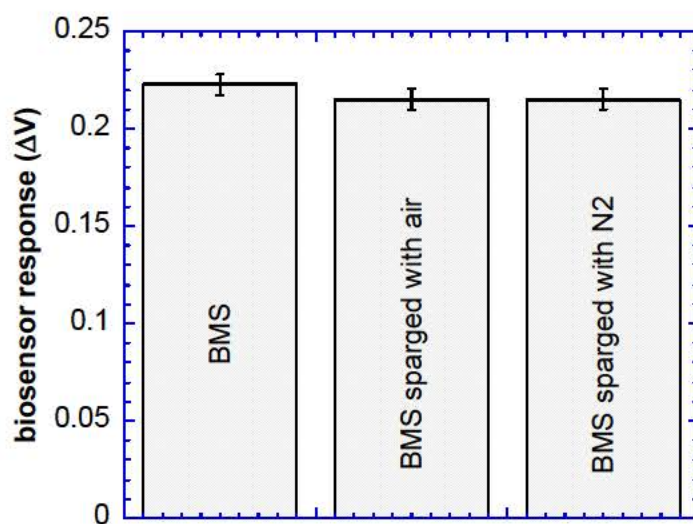 0.25
0.2
0.15
0.1
0.05
0
biosensor response (ΔV)
BMS
BMS sparged with air
BMS sparged with N2